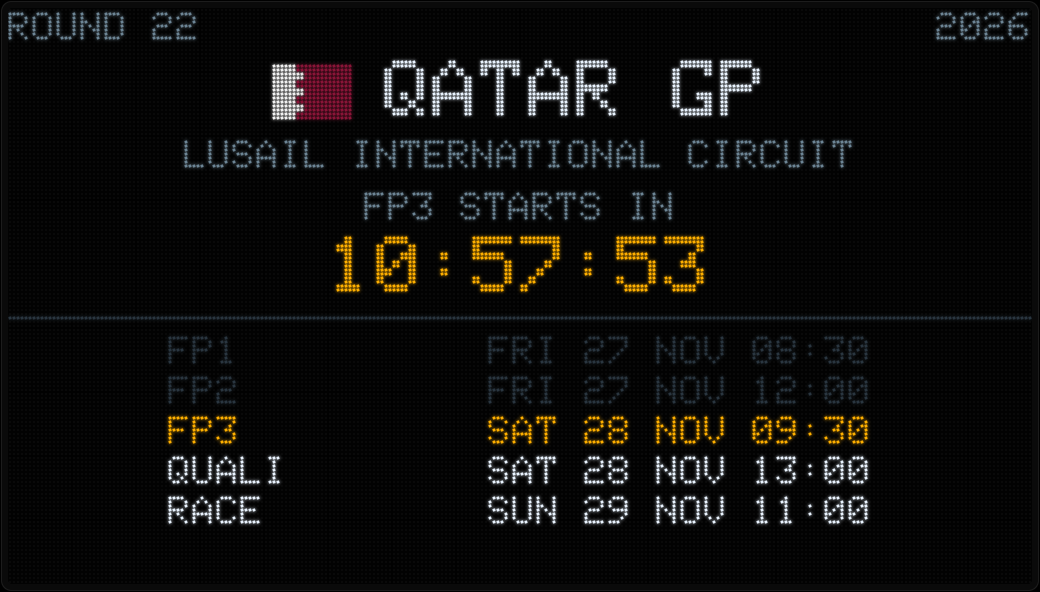 ROUND 22 2026
QATAR GP
LUSAIL INTERNATIONAL CIRCUIT
FP3 STARTS IN
10:57:53
FP1 FRI 27 NOV 08:30
FP2 FRI 27 NOV 12:00
FP3 SAT 28 NOV 09:30
QUALI SAT 28 NOV 13:00
RACE SUN 29 NOV 11:00